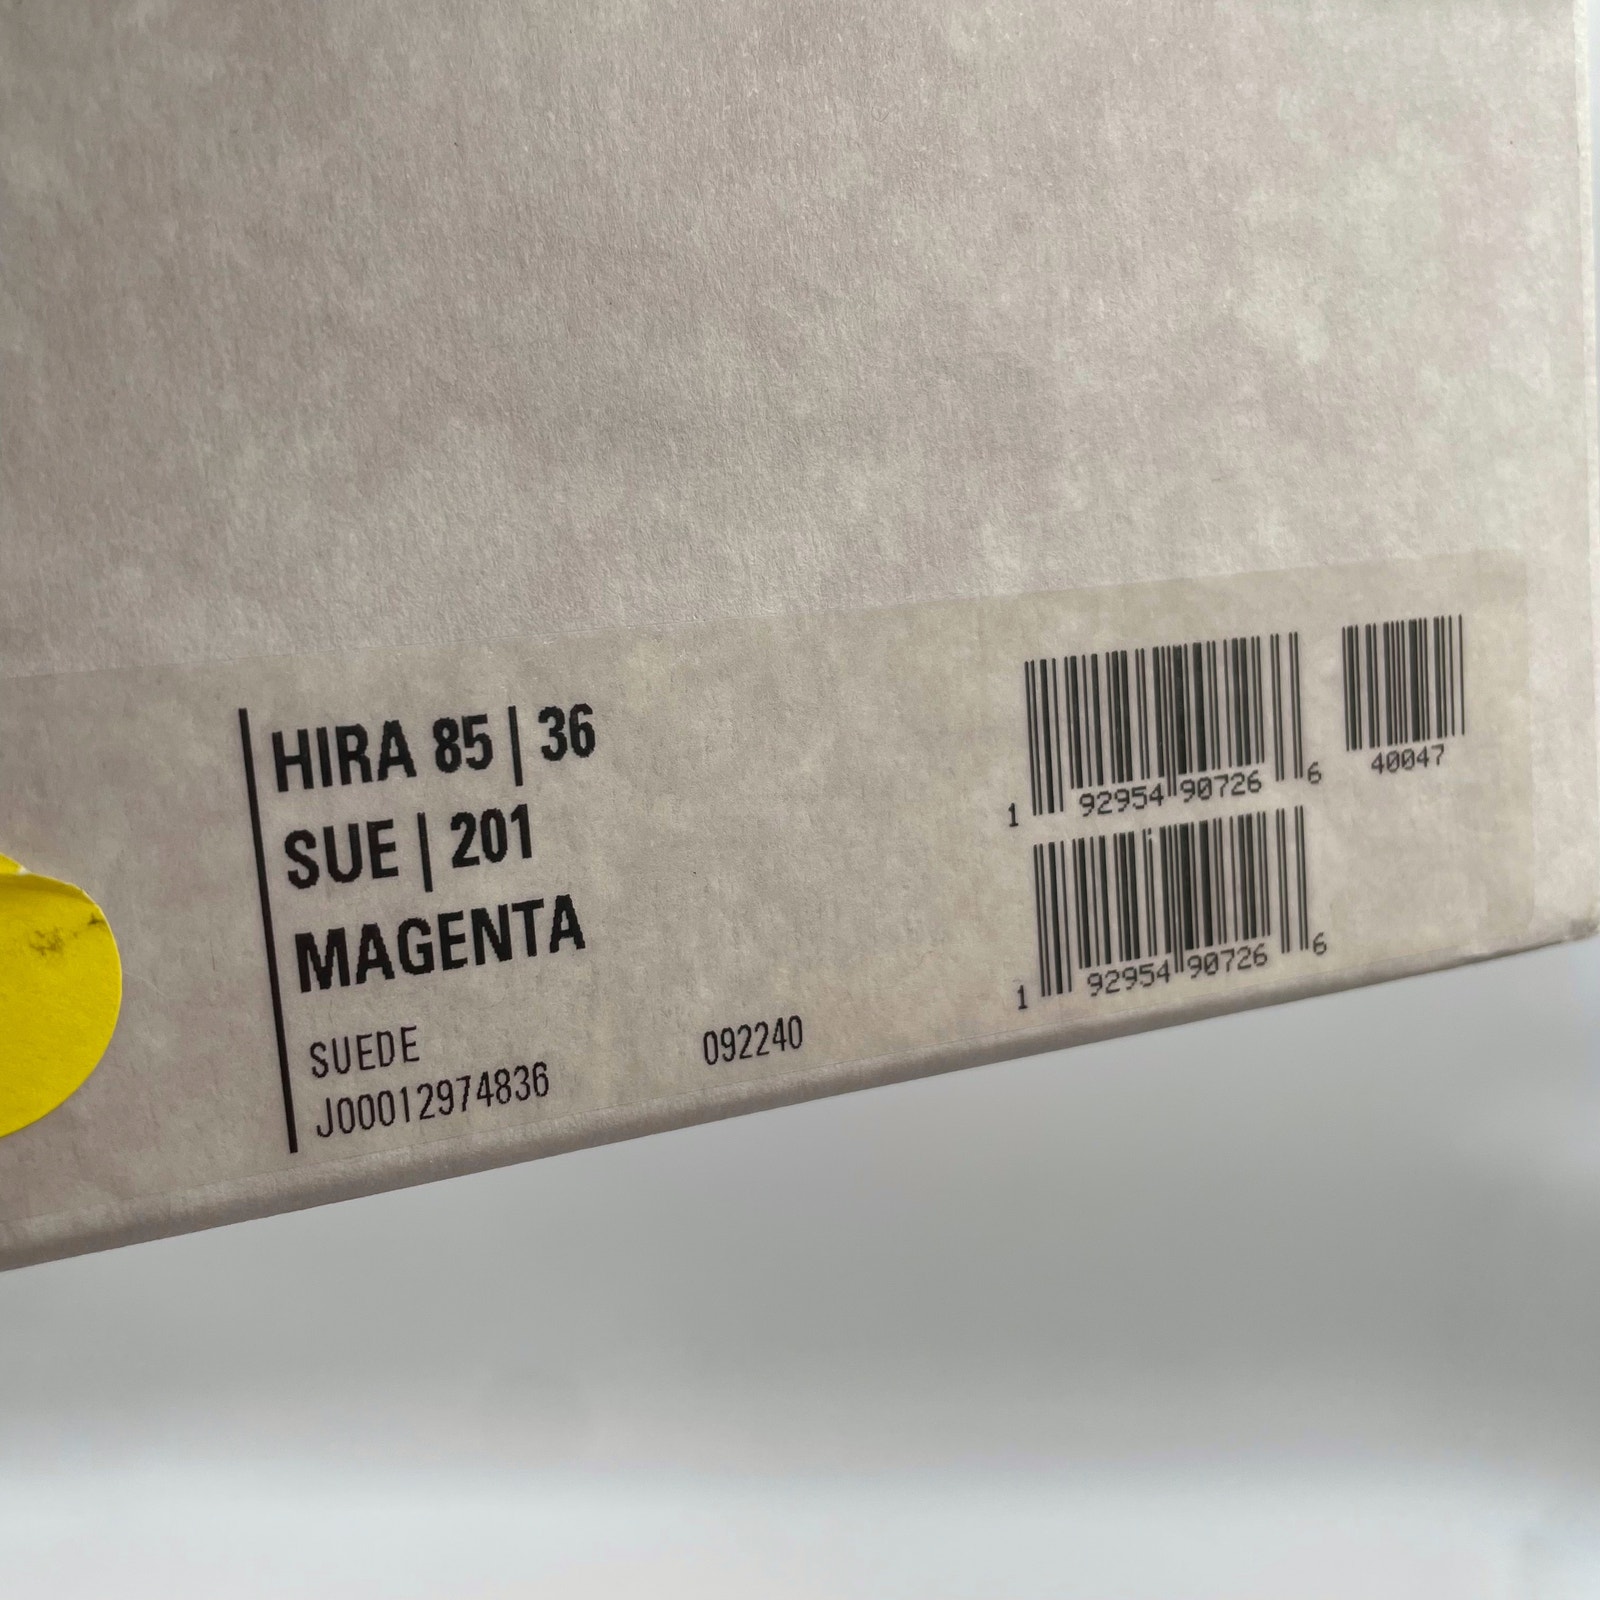 HIRA 85 | 36
SUE | 201
MAGENTA
SUEDE
J00012974836
092240
1 92954 90726 6
40047
1 92954 90726 6